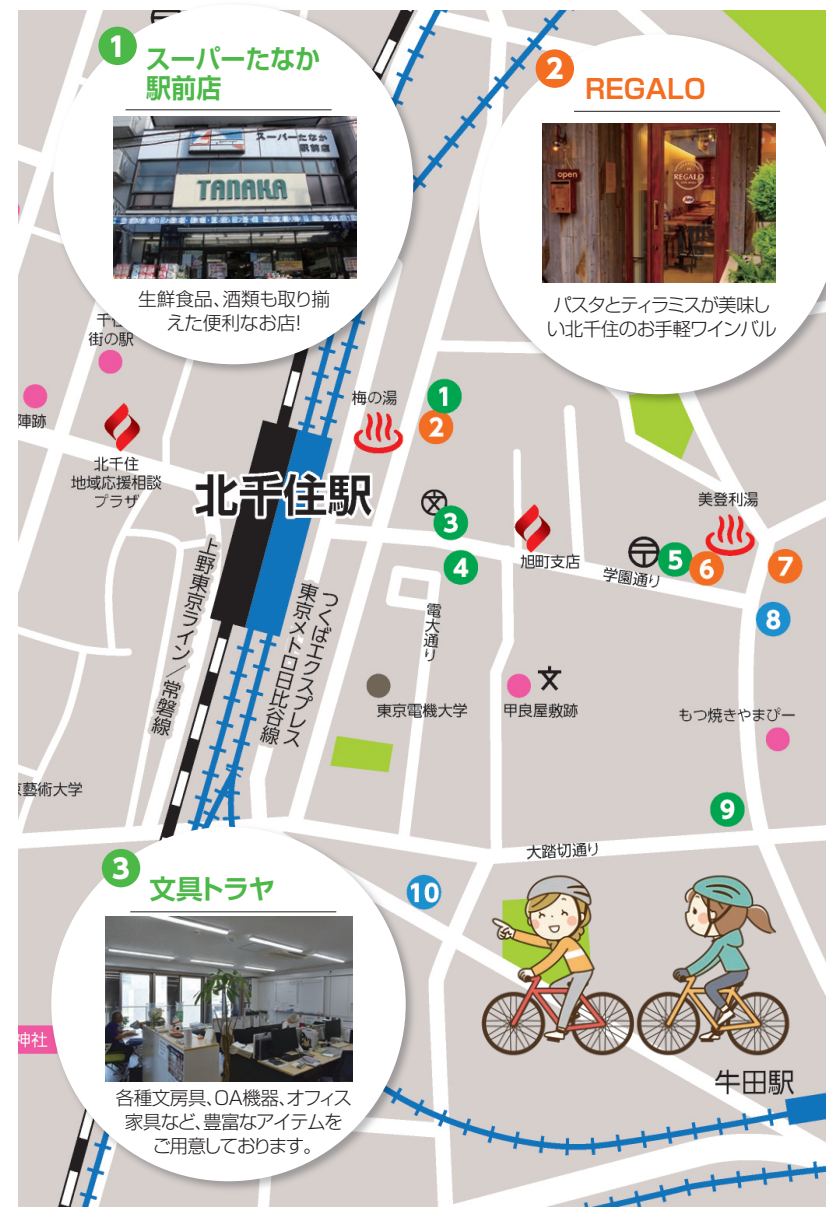 1
スーパーたなか
駅前店
スーパーたなか
駅前店
TANAKA
生鮮食品、酒類も取り揃
えた便利なお店!
2
REGALO
open
REGALO
パスタとティラミスが美味し
い北千住のお手軽ワインバル
千住
街の駅
陣跡
北千住
地域応援相談
プラザ
北千住駅
梅の湯
1
2
文
3
4
旭町支店
美登利湯
〒
5
6
7
学園通り
8
上野東京ライン/常磐線
つくばエクスプレス
東京メトロ日比谷線
電大通り
東京電機大学
文
甲良屋敷跡
もつ焼きやまぴー
京藝術大学
9
大踏切通り
10
3
文具トラヤ
各種文房具、OA機器、オフィス
家具など、豊富なアイテムを
ご用意しております。
神社
牛田駅